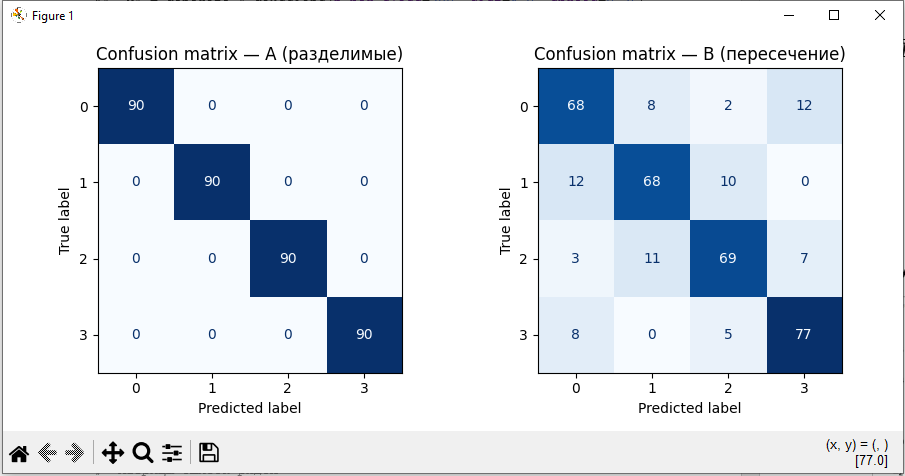 Figure 1
Confusion matrix — A (разделимые)
0 90 0 0 0
1 0 90 0 0
2 0 0 90 0
3 0 0 0 90
0 1 2 3
True label
Predicted label
Confusion matrix — B (пересечение)
0 68 8 2 12
1 12 68 10 0
2 3 11 69 7
3 8 0 5 77
0 1 2 3
True label
Predicted label
(x, y) = (, )
[77.0]